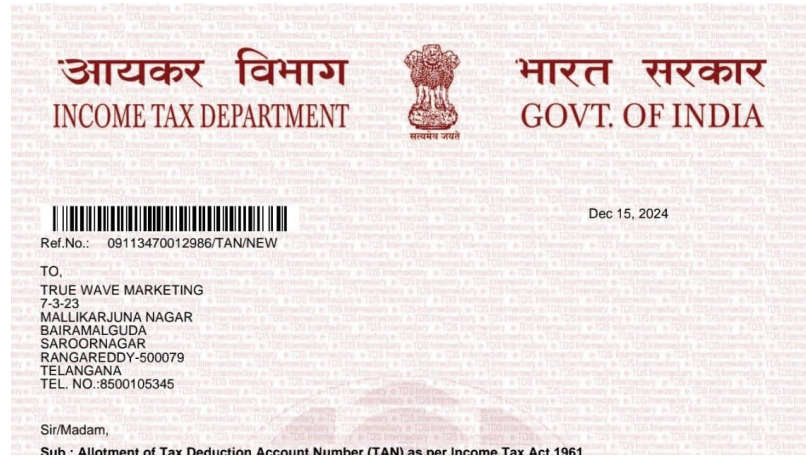 आयकर विभाग
INCOME TAX DEPARTMENT
सत्यमेव जयते
भारत सरकार
GOVT. OF INDIA
Dec 15, 2024
Ref.No.: 09113470012986/TAN/NEW
TO,
TRUE WAVE MARKETING
7-3-23
MALLIKARJUNA NAGAR
BAIRAMALGUDA
SAROORNAGAR
RANGAREDDY-500079
TELANGANA
TEL. NO.:8500105345
Sir/Madam,
Sub : Allotment of Tax Deduction Account Number (TAN) as per Income Tax Act 1961